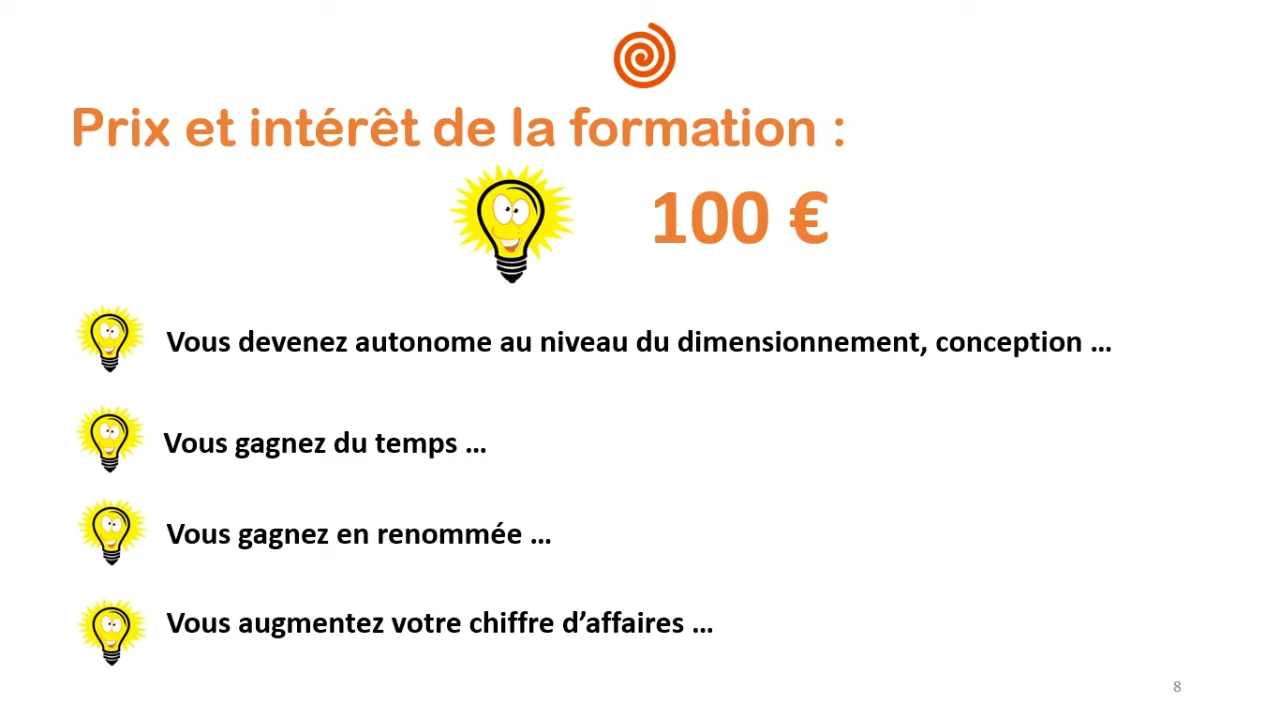 Prix et intérêt de la formation :
100 €
Vous devenez autonome au niveau du dimensionnement, conception ...
Vous gagnez du temps ...
Vous gagnez en renommée ...
Vous augmentez votre chiffre d’affaires ...
8